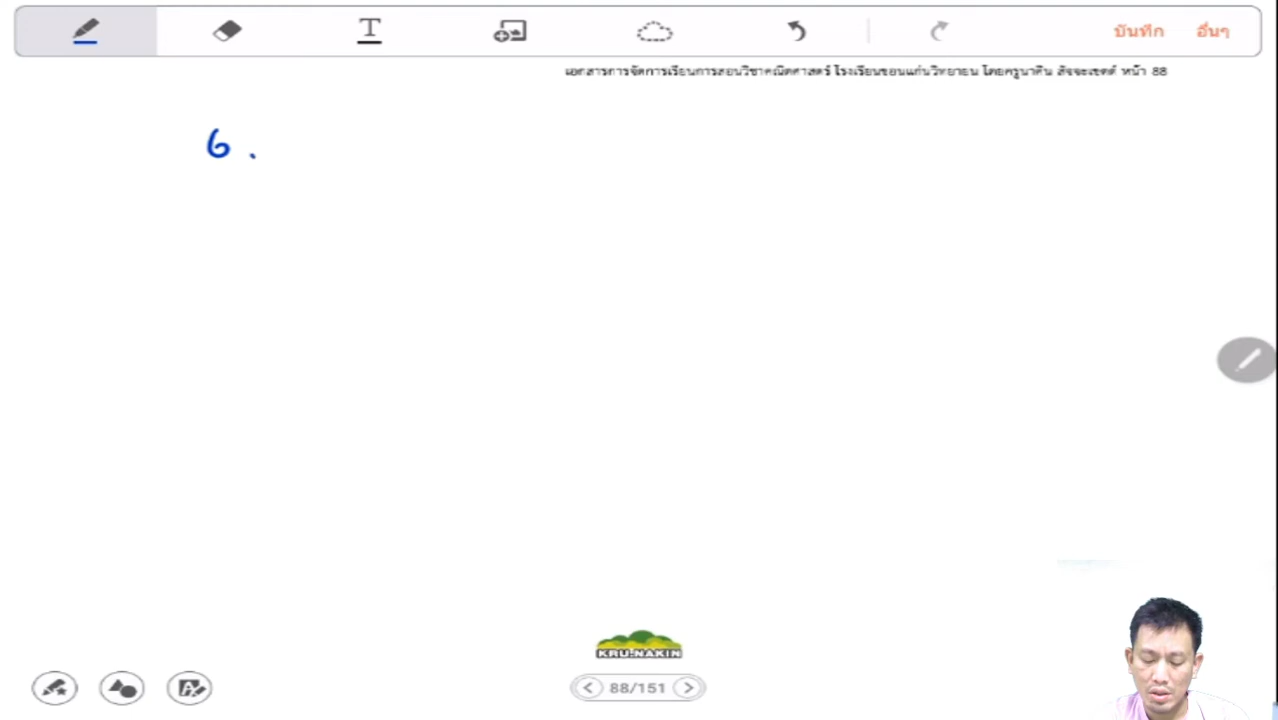 T
บันทึก อื่นๆ
เอกสารการจัดการเรียนการสอนวิชาคณิตศาสตร์ โรงเรียนขอนแก่นวิทยายน โดยครูนาคิน สัจจะเขตต์ หน้า 88
6 .
KRU.NAKIN
88/151